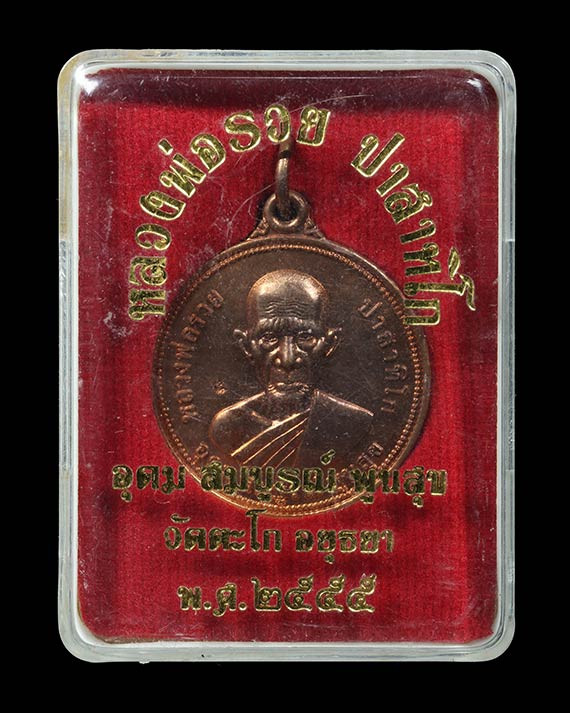 หลวงพ่อรวย ปาสาทิโก
หลวงพ่อรวย ปาสาทิโก
อุดม สมบูรณ์ พูนสุข
วัดตะโก อยุธยา
พ.ศ.๒๕๕๕